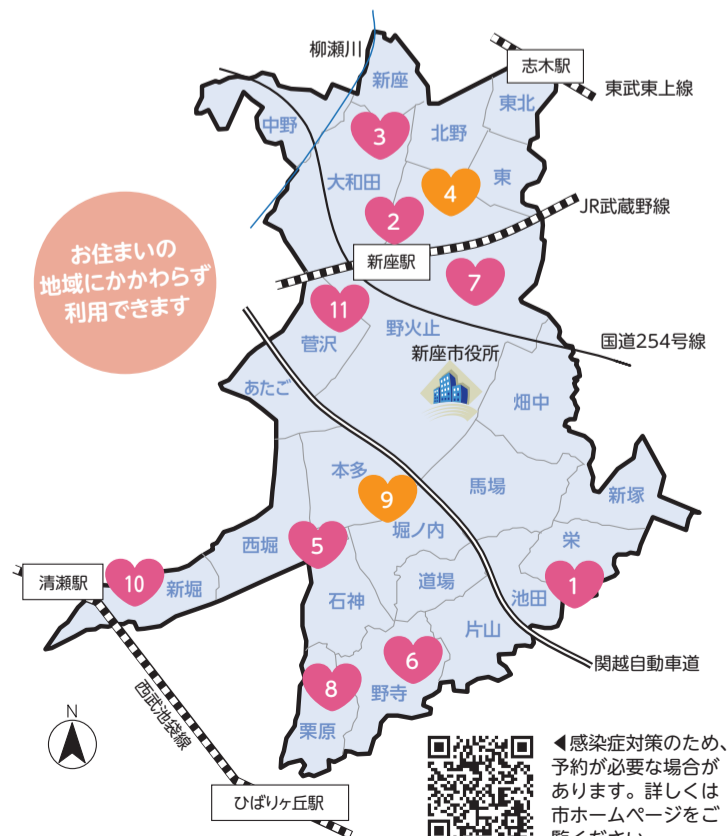 柳瀬川
志木駅
新座
東武東上線
東北
中野
3
北野
大和田
4
東
2
JR武蔵野線
お住まいの
地域にかかわらず
利用できます
新座駅
7
11
野火止
菅沢
国道254号線
新座市役所
あたご
畑中
本多
馬場
9
新塚
堀ノ内
西堀
5
栄
清瀬駅
10
新堀
道場
1
石神
池田
片山
6
関越自動車道
8
野寺
西武池袋線
栗原
N
ひばりヶ丘駅
◀感染症対策のため、
予約が必要な場合が
あります。詳しくは
市ホームページをご
覧ください